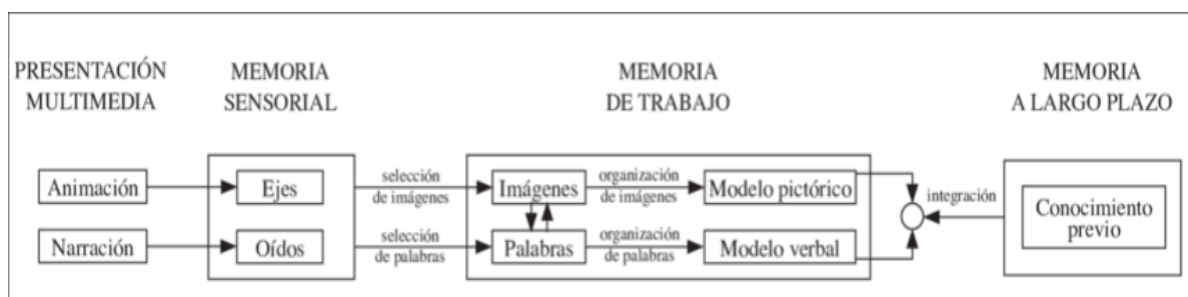 PRESENTACIÓN
MULTIMEDIA
MEMORIA
SENSORIAL
MEMORIA
DE TRABAJO
MEMORIA
A LARGO PLAZO
Animación
Ejes
selección
de imágenes
Imágenes
organización
de imágenes
Modelo pictórico
integración
Conocimiento
previo
Narración
Oídos
selección
de palabras
Palabras
organización
de palabras
Modelo verbal